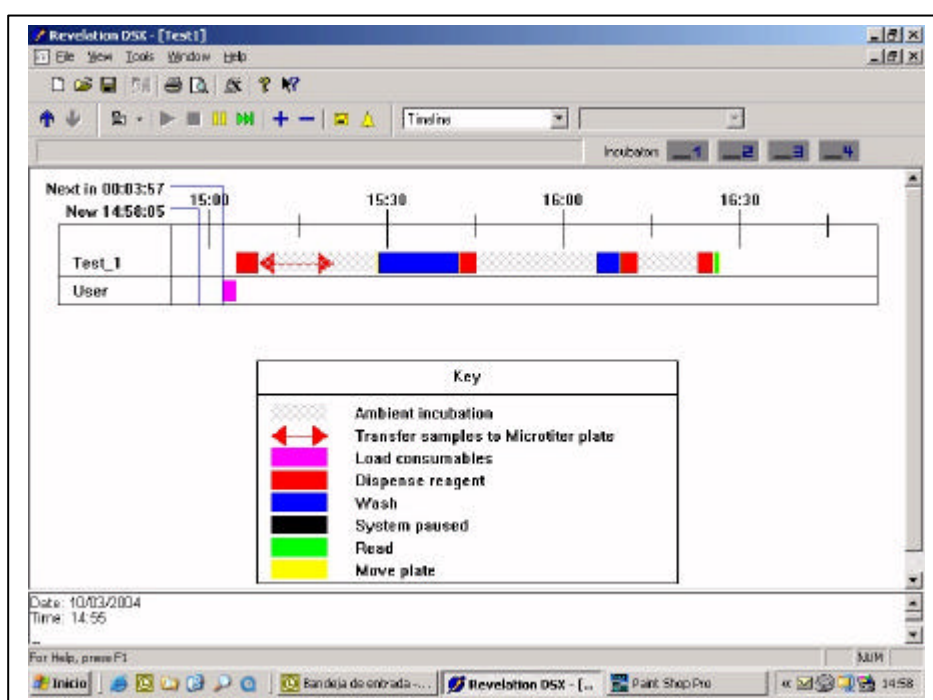 Revelation DSX - [Test1]
File View Tools Window Help
Timeline
Incubators 1 2 3 4
Next in 00:03:57
Now 14:58:05
15:00 15:30 16:00 16:30
Test_1
User
Key
Ambient incubation
Transfer samples to Microtiter plate
Load consumables
Dispense reagent
Wash
System paused
Read
Move plate
Date: 10/03/2004
Time: 14:55
For Help, press F1
NUM
Inicio
Bandeja de entrada -...
Revelation DSX - [..
Paint Shop Pro
14:58